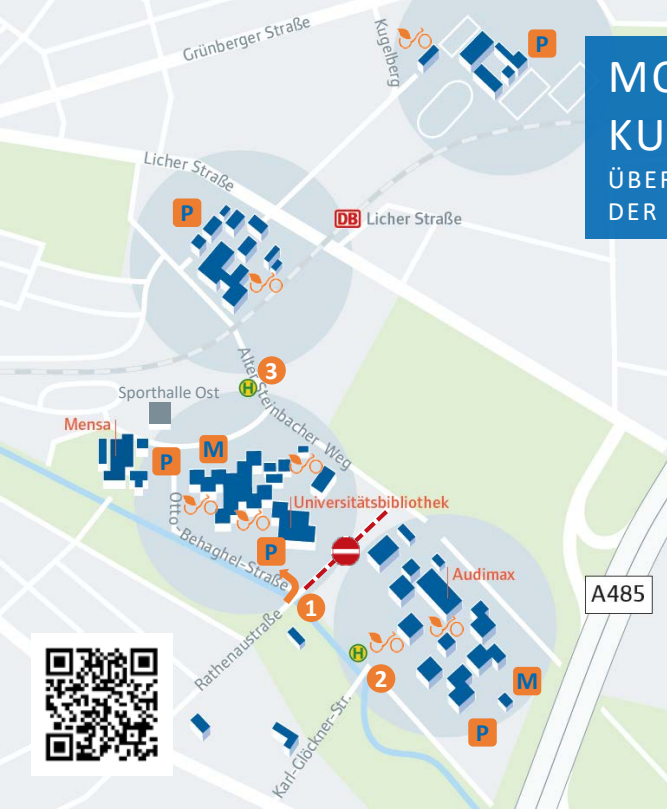 Grünberger Straße
Kugelberg
P
MO
KU
ÜBER
DER
Licher Straße
P
DB Licher Straße
3
H
Alter Steinbacher Weg
Sporthalle Ost
Mensa
P
M
Universitätsbibliothek
Otto-Behaghel-Straße
P
Audimax
A485
1
Rathenaustraße
H
2
M
P
Karl-Glöckner-Str.